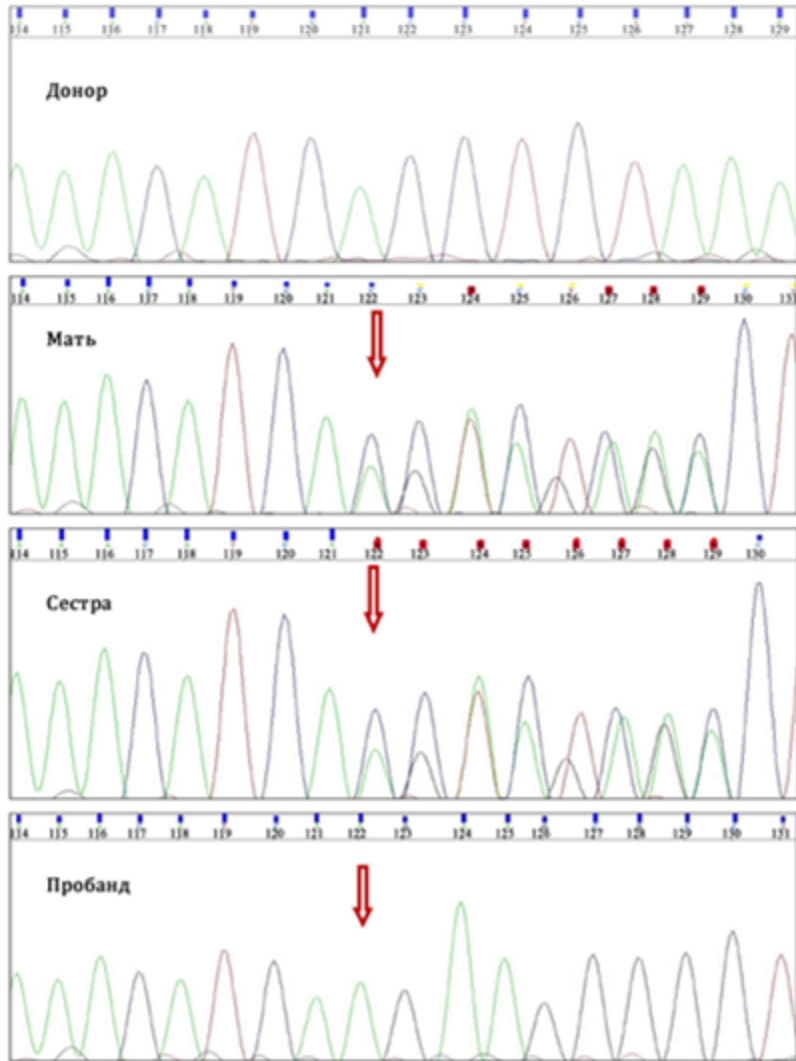 114 115 116 117 118 119 120 121 122 123 124 125 126 127 128 129
Донор
114 115 116 117 118 119 120 121 122 123 124 125 126 127 128 129 130 131
Мать
114 115 116 117 118 119 120 121 122 123 124 125 126 127 128 129 130
Сестра
114 115 116 117 118 119 120 121 122 123 124 125 126 127 128 129 130 131
Пробанд